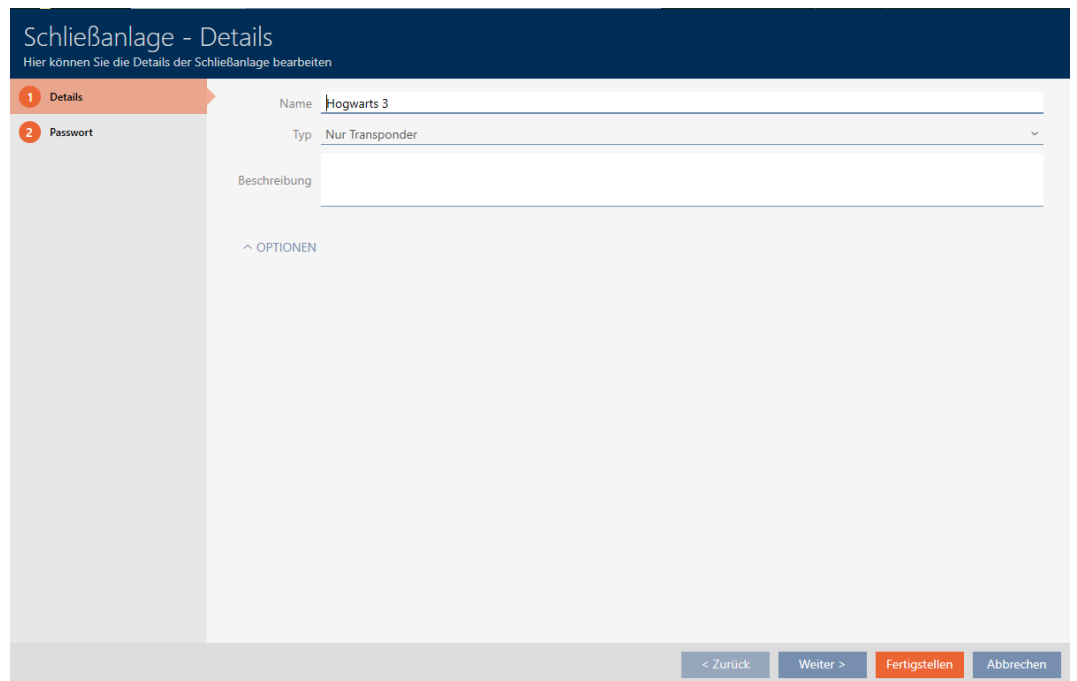 Schließanlage - Details
Hier können Sie die Details der Schließanlage bearbeiten
1 Details
2 Passwort
Name Hogwarts 3
Typ Nur Transponder
Beschreibung
OPTIONEN
< Zurück Weiter > Fertigstellen Abbrechen